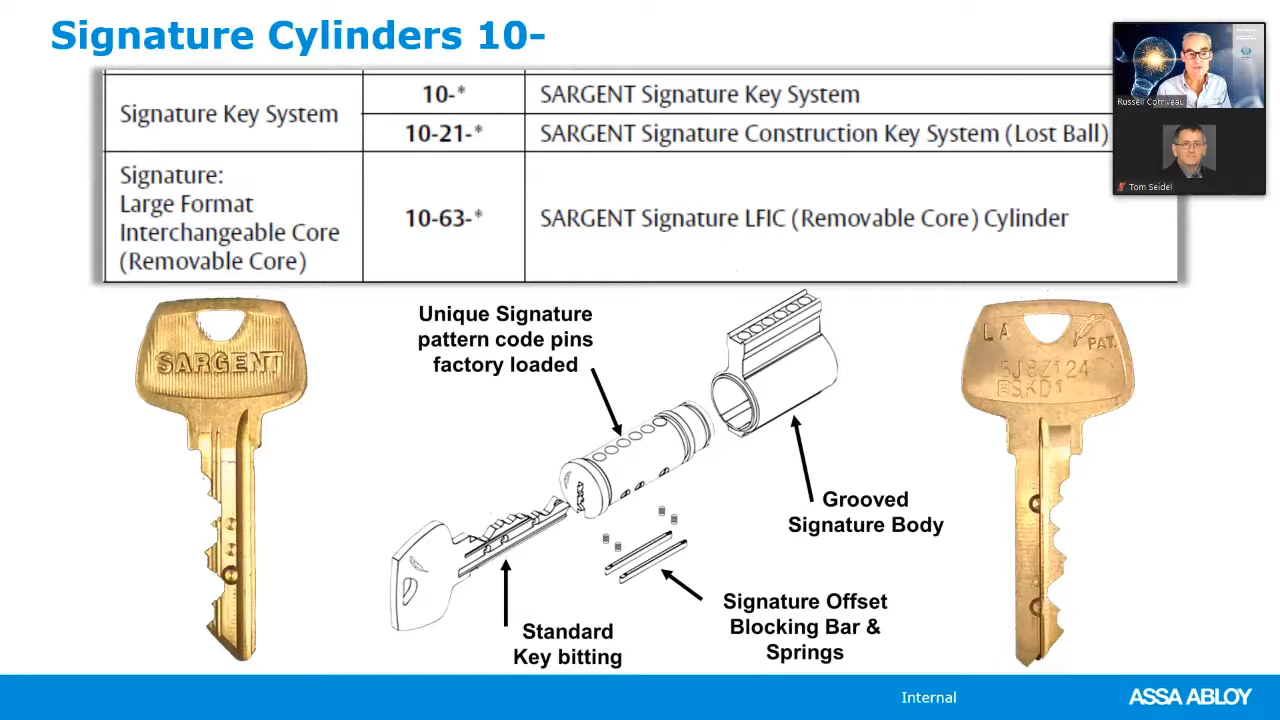 Signature Cylinders 10-
Signature Key System
10-*
SARGENT Signature Key System
10-21-*
SARGENT Signature Construction Key System (Lost Ball)
Signature:
Large Format
Interchangeable Core
(Removable Core)
10-63-*
SARGENT Signature LFIC (Removable Core) Cylinder
Russell Corriveau
Tom Seidel
Unique Signature
pattern code pins
factory loaded
SARGENT
LA
PAT.
5J8Z124
ESKD1
Grooved
Signature Body
Signature Offset
Blocking Bar &
Springs
Standard
Key bitting
Internal
ASSA ABLOY